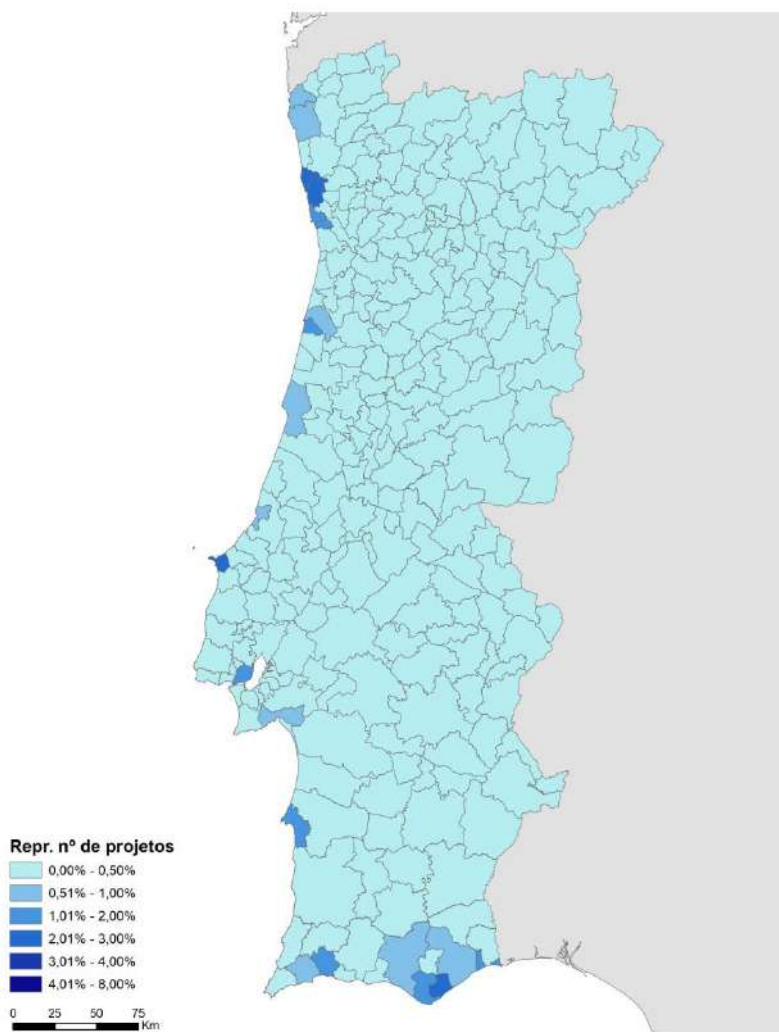 Repr. nº de projetos
0,00% - 0,50%
0,51% - 1,00%
1,01% - 2,00%
2,01% - 3,00%
3,01% - 4,00%
4,01% - 8,00%
0 25 50 75
Km